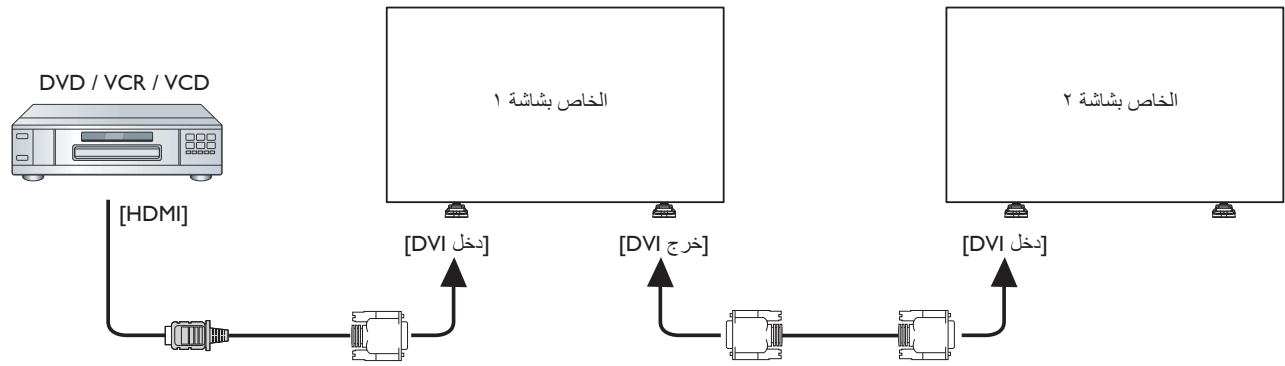 DVD / VCR / VCD
الخاص بشاشة ١
الخاص بشاشة ٢
[HDMI]
[دخل DVI]
[خرج DVI]
[دخل DVI]